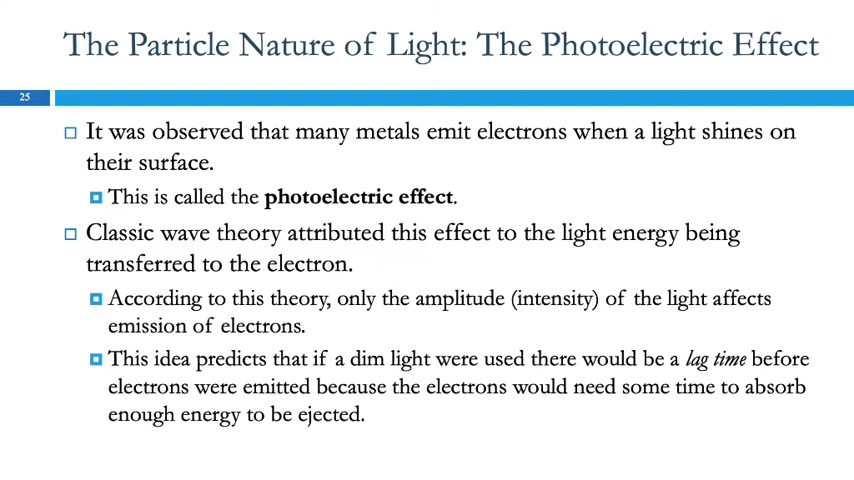 The Particle Nature of Light: The Photoelectric Effect
25
It was observed that many metals emit electrons when a light shines on
their surface.
This is called the photoelectric effect.
Classic wave theory attributed this effect to the light energy being
transferred to the electron.
According to this theory, only the amplitude (intensity) of the light affects
emission of electrons.
This idea predicts that if a dim light were used there would be a lag time before
electrons were emitted because the electrons would need some time to absorb
enough energy to be ejected.